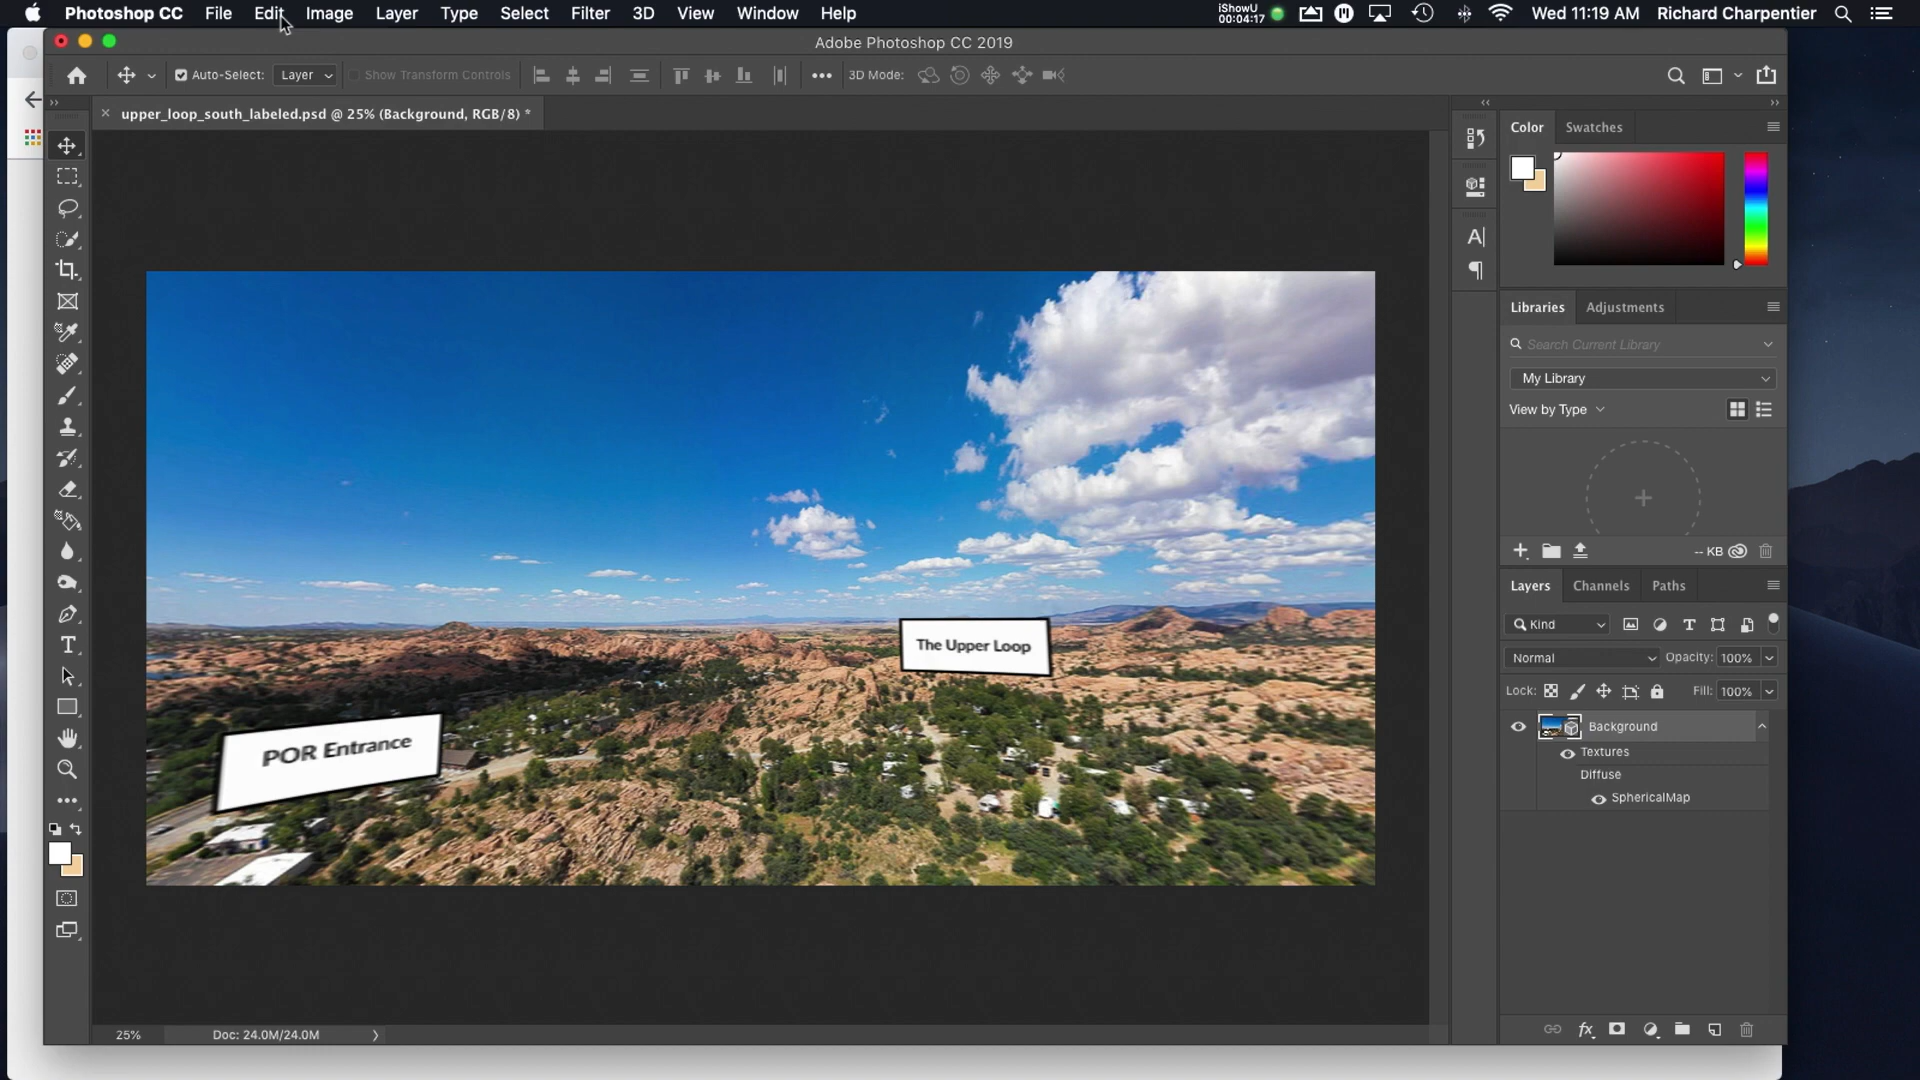 Photoshop CC File Edit Image Layer Type Select Filter 3D View Window Help iShowU 00:04:17 Wed 11:19 AM Richard Charpentier
Adobe Photoshop CC 2019
Auto-Select: Layer Show Transform Controls 3D Mode:
upper_loop_south_labeled.psd @ 25% (Background, RGB/8) *
Color Swatches
Libraries Adjustments
Search Current Library
My Library
View by Type
-- KB
Layers Channels Paths
Kind
Normal Opacity: 100%
Lock: Fill: 100%
Background
Textures
Diffuse
SphericalMap
The Upper Loop
POR Entrance
25% Doc: 24.0M/24.0M